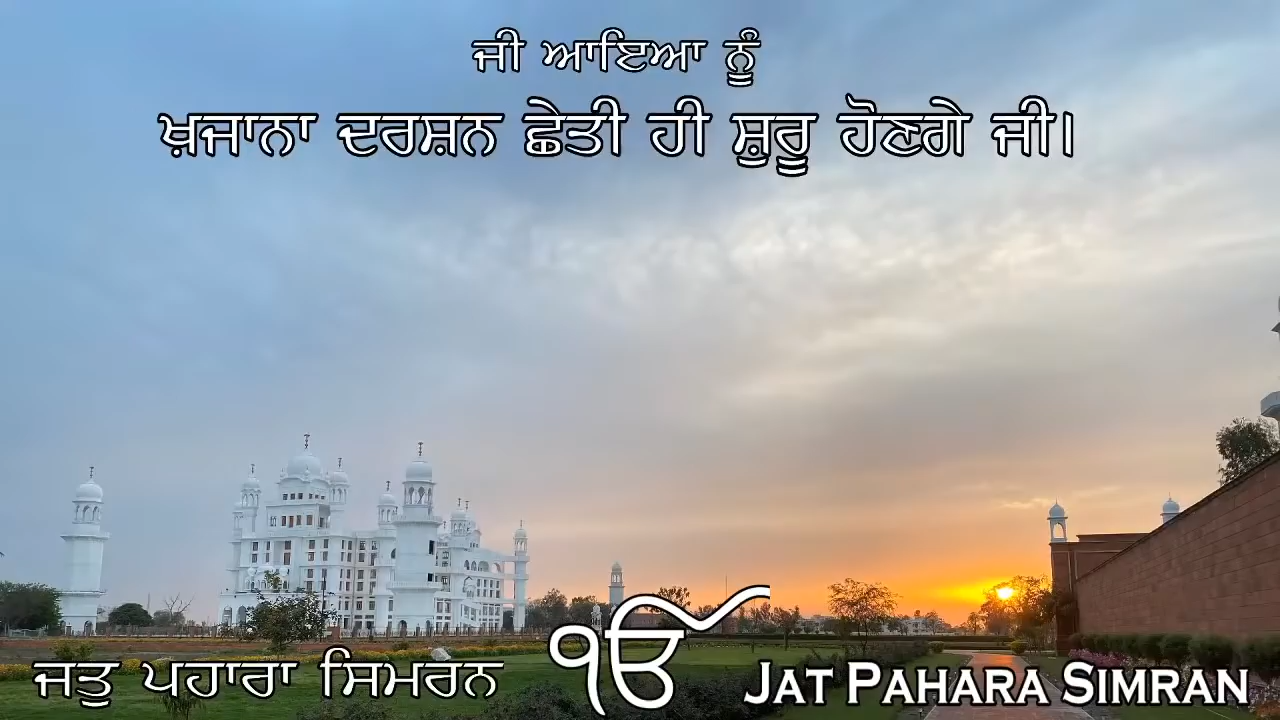 ਜੀ ਆਇਆ ਨੂੰ
ਖ਼ਜਾਨਾ ਦਰਸ਼ਨ ਛੇਤੀ ਹੀ ਸ਼ੁਰੂ ਹੋਣਗੇ ਜੀ।
ਜਤੁ ਪਹਾਰਾ ਸਿਮਰਨ ੴ JAT PAHARA SIMRAN